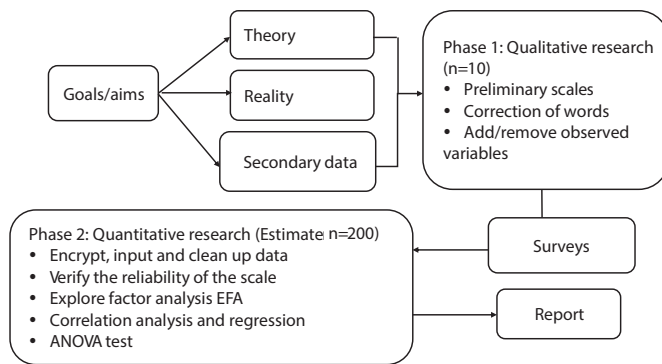 Goals/aims
Theory
Reality
Secondary data
Phase 1: Qualitative research
(n=10)
• Preliminary scales
• Correction of words
• Add/remove observed
variables
Surveys
Phase 2: Quantitative research (Estimate n=200)
• Encrypt, input and clean up data
• Verify the reliability of the scale
• Explore factor analysis EFA
• Correlation analysis and regression
• ANOVA test
Report